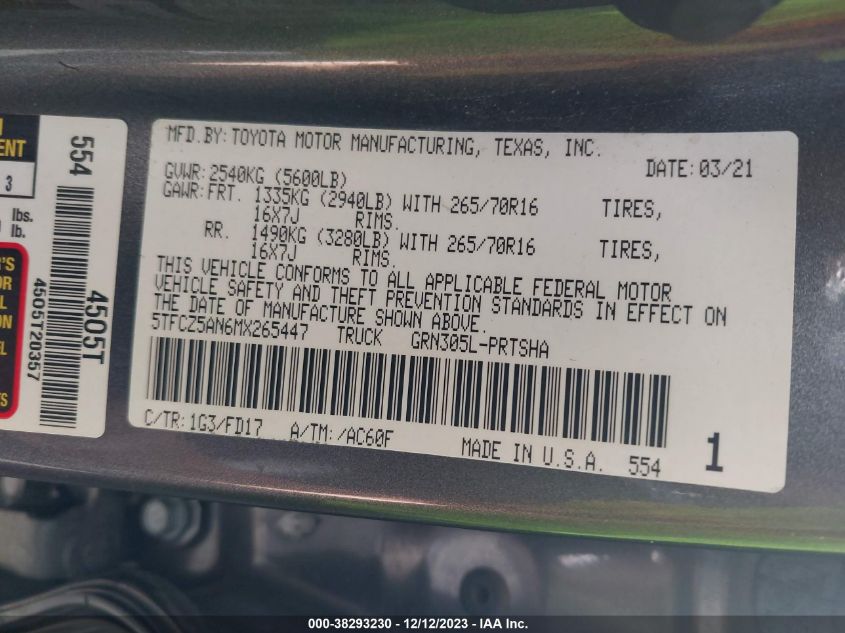 ENT
3
lbs.
lb.
'S
OR
ON
EL
554
4505T
4505T20357
MFD.BY:TOYOTA MOTOR MANUFACTURING, TEXAS, INC.
DATE:03/21
GVWR:2540KG (5600LB)
GAWR:FRT. 1335KG (2940LB) WITH 265/70R16 TIRES,
16X7J RIMS.
RR. 1490KG (3280LB) WITH 265/70R16 TIRES,
16X7J RIMS.
THIS VEHICLE CONFORMS TO ALL APPLICABLE FEDERAL MOTOR
VEHICLE SAFETY AND THEFT PREVENTION STANDARDS IN EFFECT ON
THE DATE OF MANUFACTURE SHOWN ABOVE.
5TFCZ5AN6MX265447 TRUCK GRN305L-PRTSHA
C/TR:1G3/FD17 A/TM:/AC60F MADE IN U.S.A. 554
1
000-38293230 - 12/12/2023 - IAA Inc.